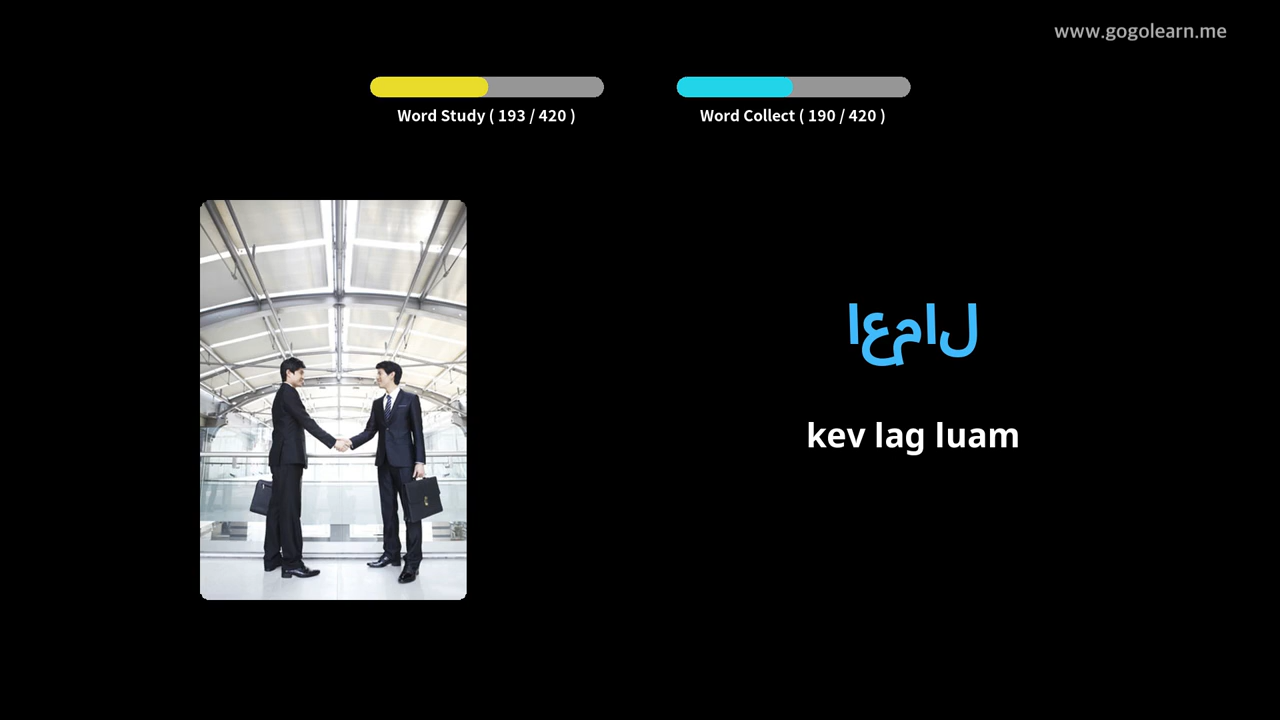 www.gogolearn.me
Word Study ( 193 / 420 )
Word Collect ( 190 / 420 )
اعمال
kev lag luam